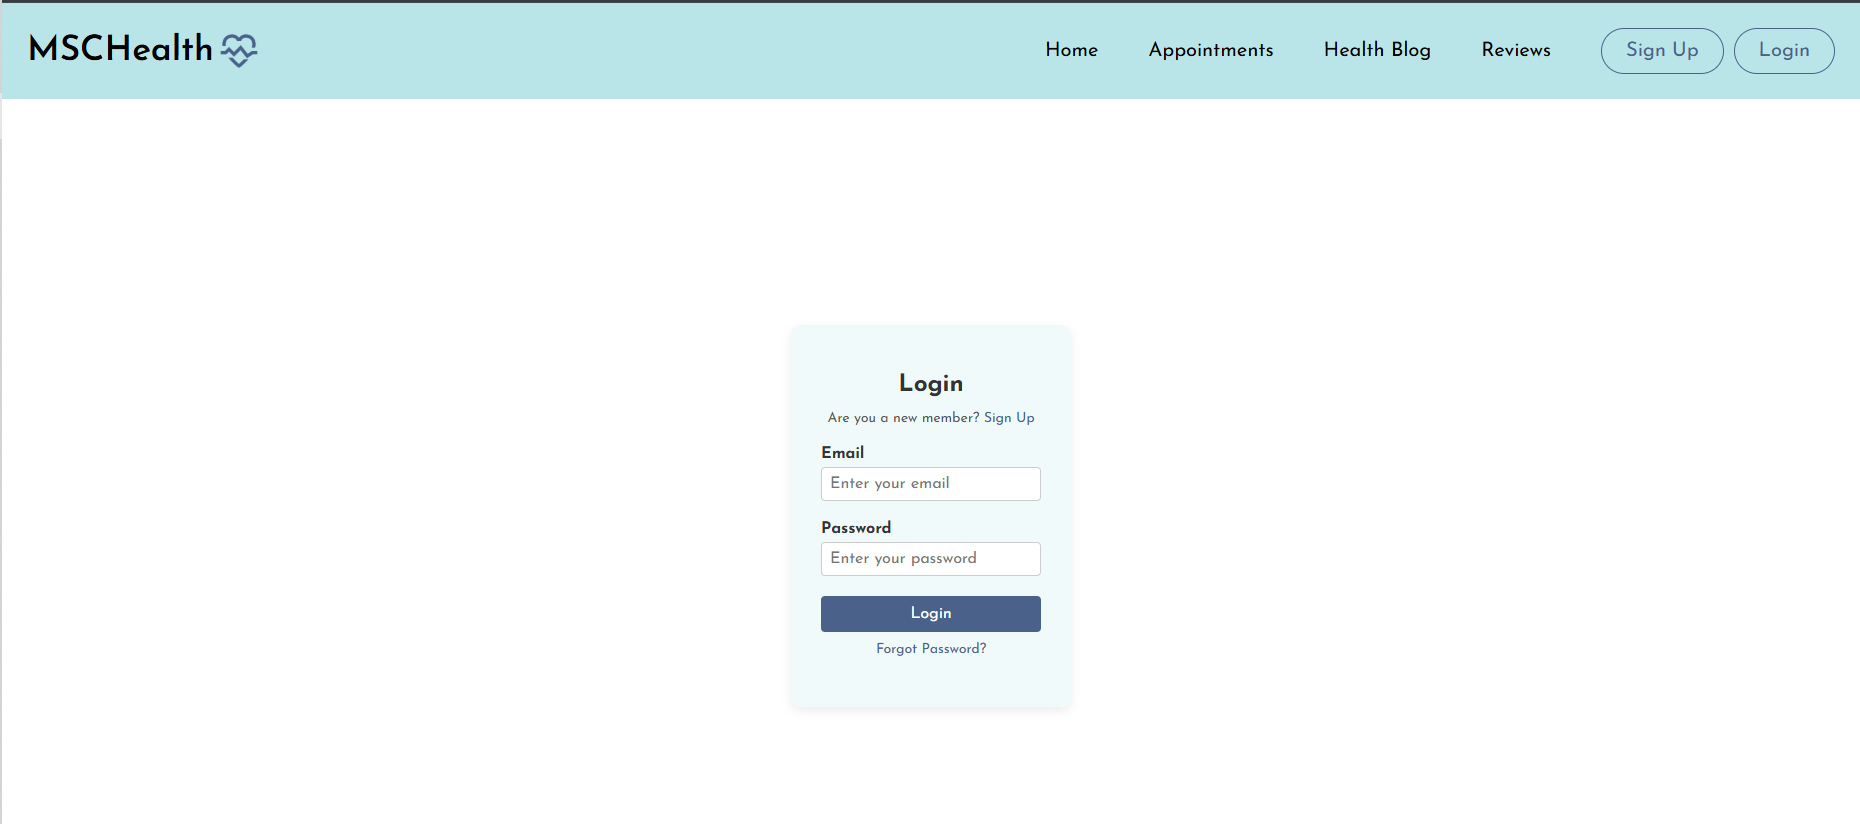 MSCHealth Home Appointments Health Blog Reviews Sign Up Login
Login
Are you a new member? Sign Up
Email
Enter your email
Password
Enter your password
Login
Forgot Password?